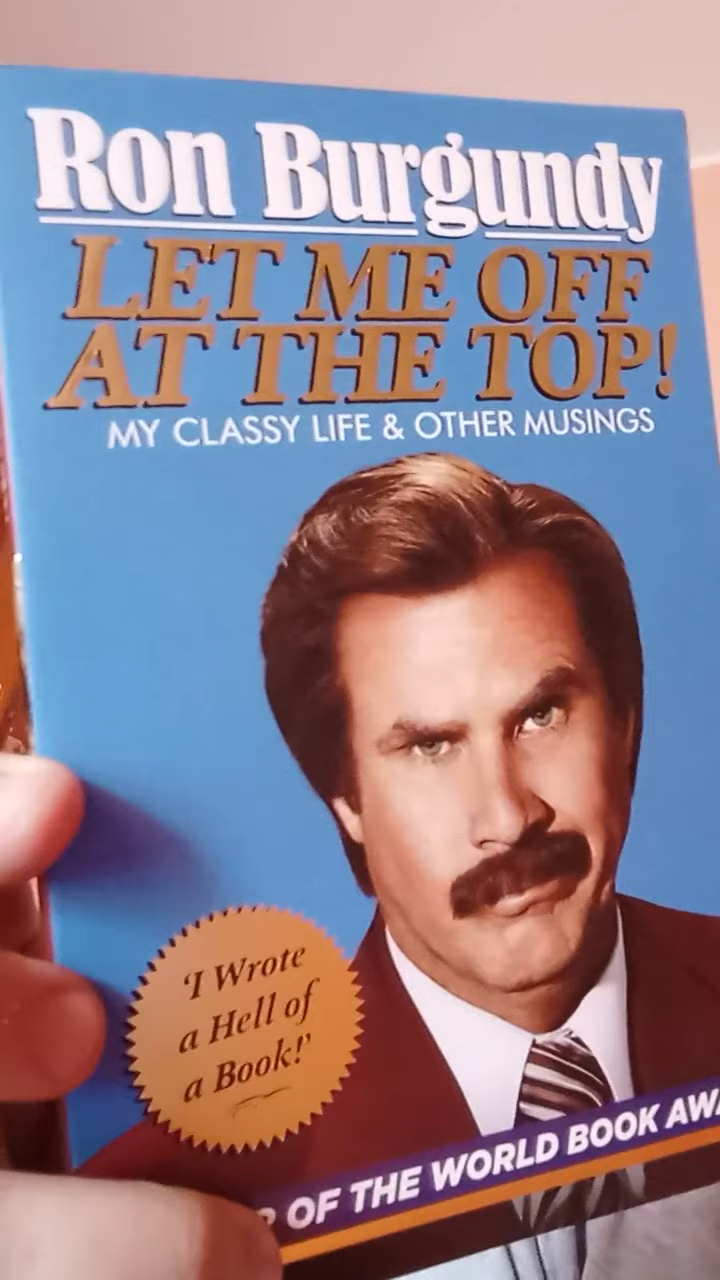 Ron Burgundy
LET ME OFF
AT THE TOP!
MY CLASSY LIFE & OTHER MUSINGS
‘I Wrote
a Hell of
a Book!’
OF THE WORLD BOOK